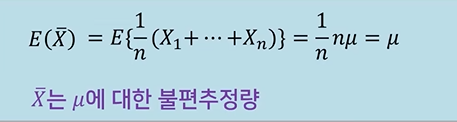 E(X̄) = E{1/n(X₁+⋯+Xₙ)} = 1/n nμ = μ
X̄는 μ에 대한 불편추정량